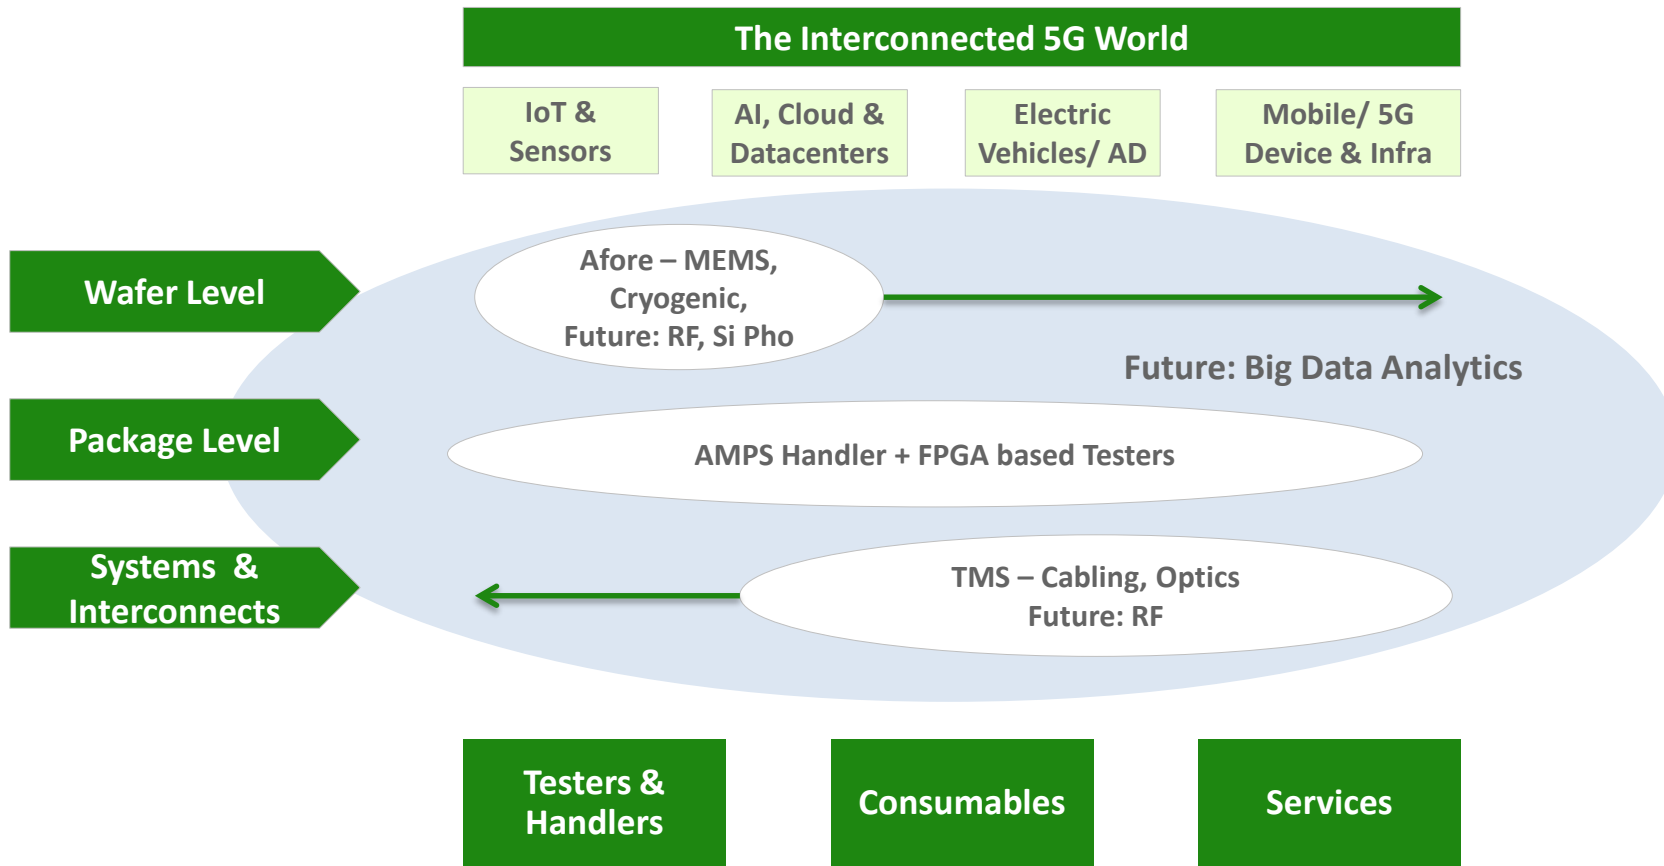 The Interconnected 5G World
IoT &
Sensors
AI, Cloud &
Datacenters
Electric
Vehicles/ AD
Mobile/ 5G
Device & Infra
Wafer Level
Afore – MEMS,
Cryogenic,
Future: RF, Si Pho
Future: Big Data Analytics
Package Level
AMPS Handler + FPGA based Testers
Systems &
Interconnects
TMS – Cabling, Optics
Future: RF
Testers &
Handlers
Consumables
Services